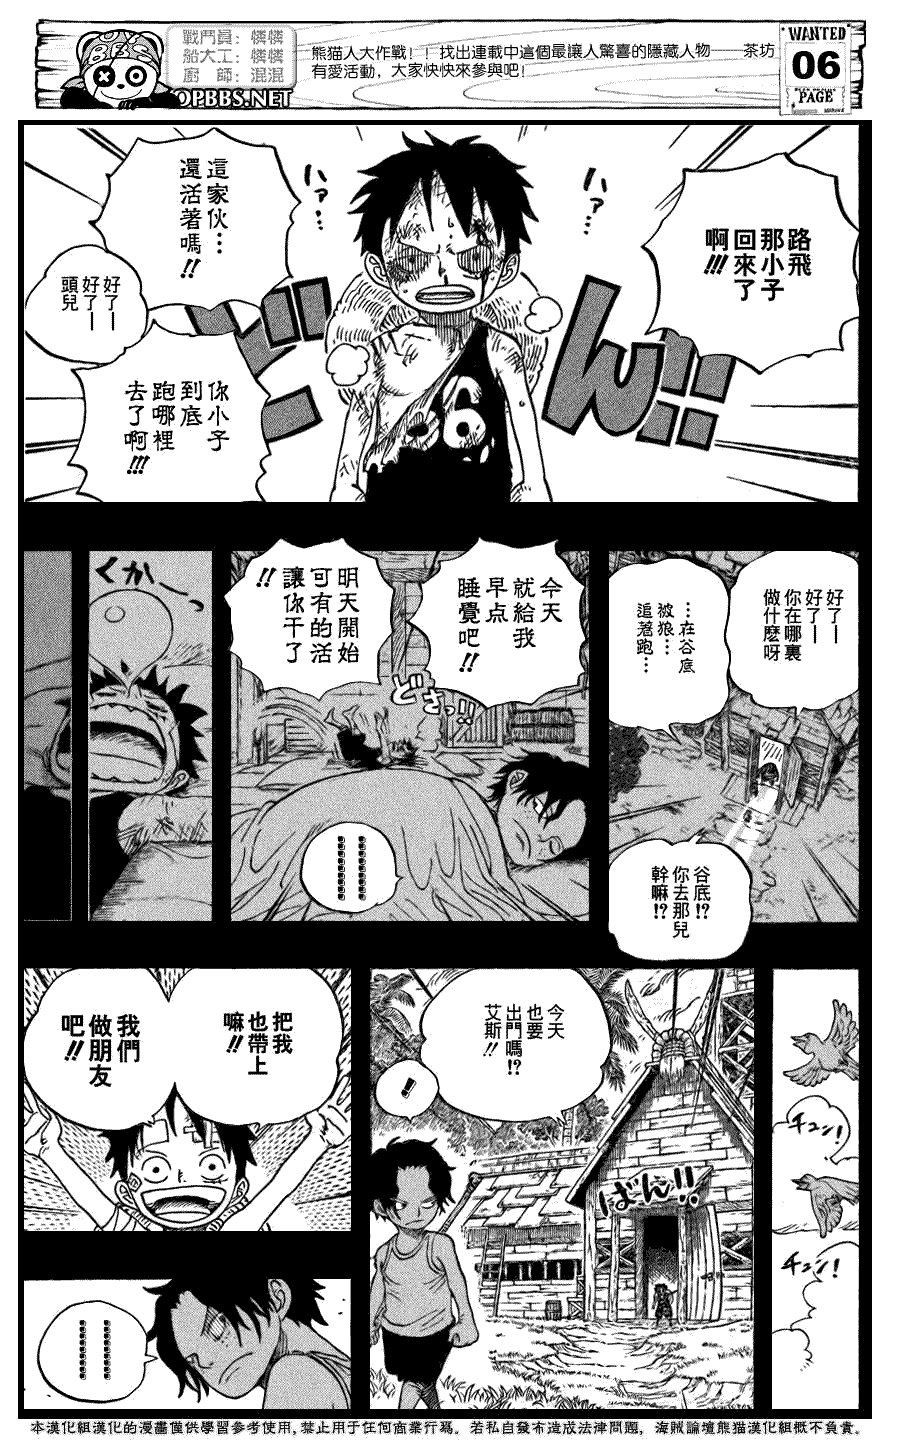 戰鬥員：憐憐
船大工：憐憐
廚　師：混混
OPBBS.NET
熊猫人大作戰！！找出連載中這個最讓人驚喜的隱藏人物——茶坊
有愛活動，大家快快來參與吧！
WANTED
06
PAGE
路飛
那小子
回來了
啊!!!
ハァ…
ハァ…
ん!!
這家伙…
還活著嗎!!
好了—
好了—
頭兒
你小子
到底
跑哪裡
去了啊!!!
好了—
好了—
你在哪裏
做什麼呀
…在谷底
被狼…
追著跑…
谷底!?
你去那兒
幹嘛!?
今天
就給我
早点
睡覺吧!!
明天開始
可有的活
讓你干了
!!
どさっ!!
………
くかー
チュン!
チュン!
今天
也要
出門嗎!?
艾斯!!
!
ばん!!
把我
也帶上
嘛!!
我們
做朋友
吧!!
………
本漢化組漢化的漫畫僅供學習參考使用,禁止用于任何商業行爲。若私自發布造成法律問題，海賊論壇熊猫漢化組概不負責。